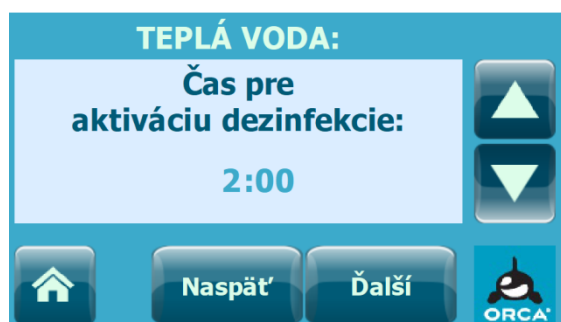 TEPLÁ VODA:
Čas pre
aktiváciu dezinfekcie:
2:00
Naspäť
Ďalší
ORCA